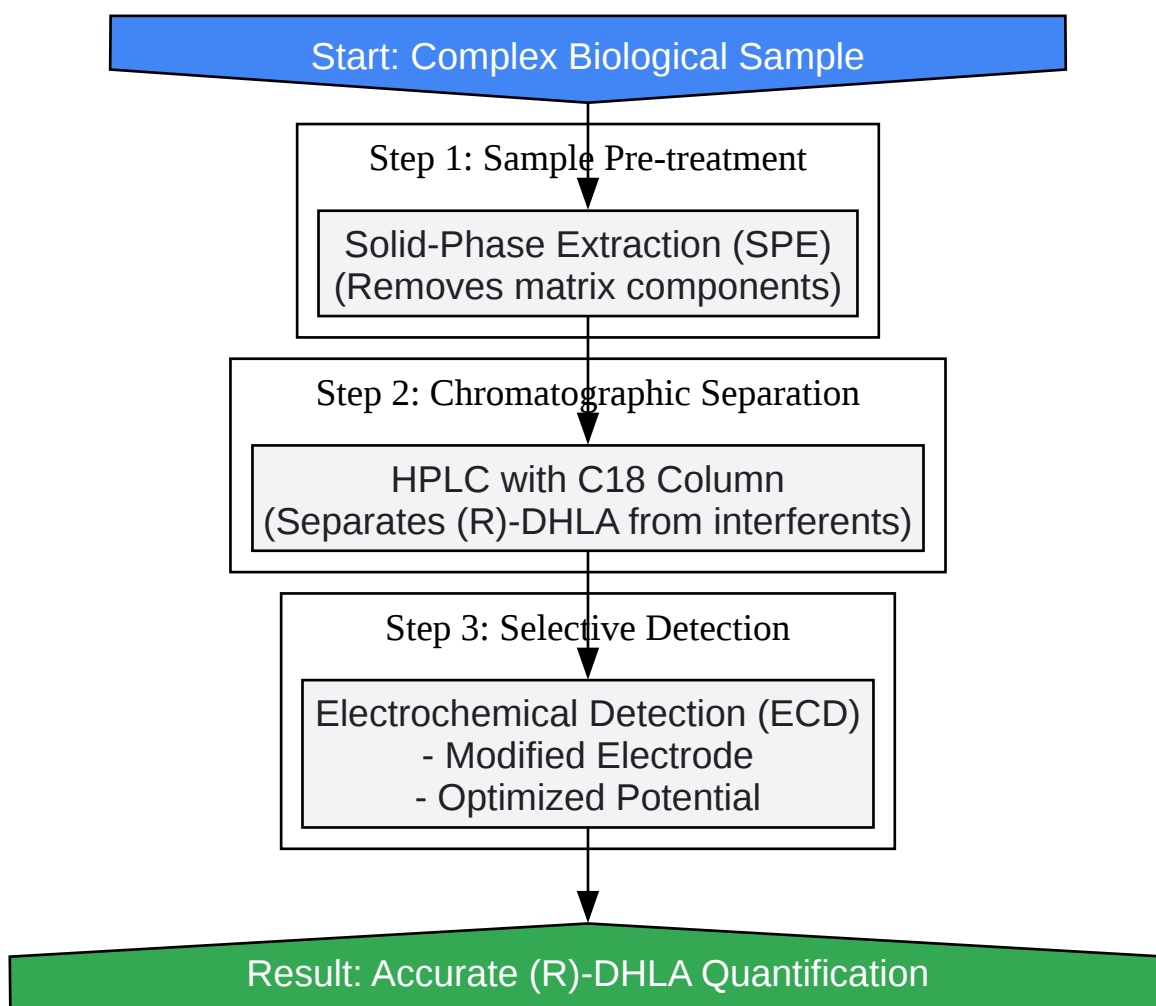 Start: Complex Biological Sample
Step 1: Sample Pre-treatment
Solid-Phase Extraction (SPE)
(Removes matrix components)
Step 2: Chromatographic Separation
HPLC with C18 Column
(Separates (R)-DHLA from interferents)
Step 3: Selective Detection
Electrochemical Detection (ECD)
- Modified Electrode
- Optimized Potential
Result: Accurate (R)-DHLA Quantification